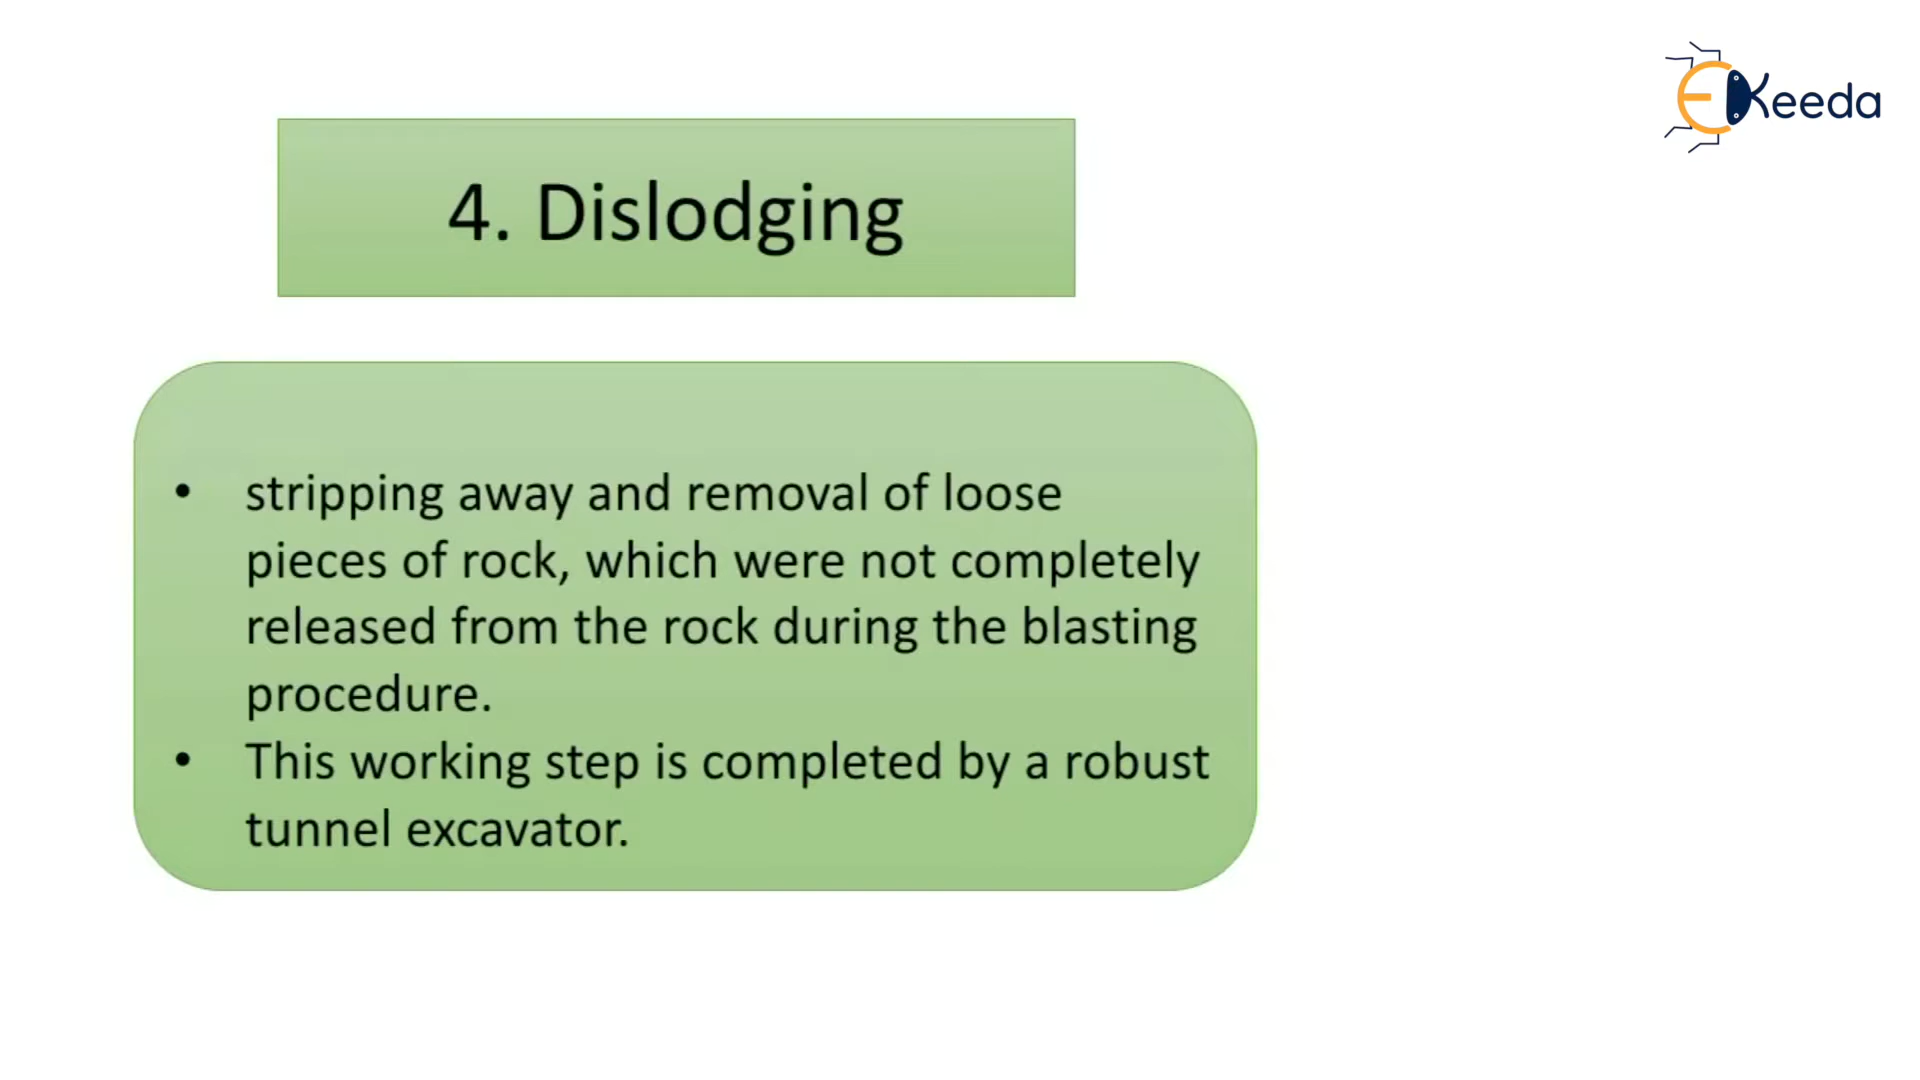 EKeeda
4. Dislodging
• stripping away and removal of loose
pieces of rock, which were not completely
released from the rock during the blasting
procedure.
• This working step is completed by a robust
tunnel excavator.